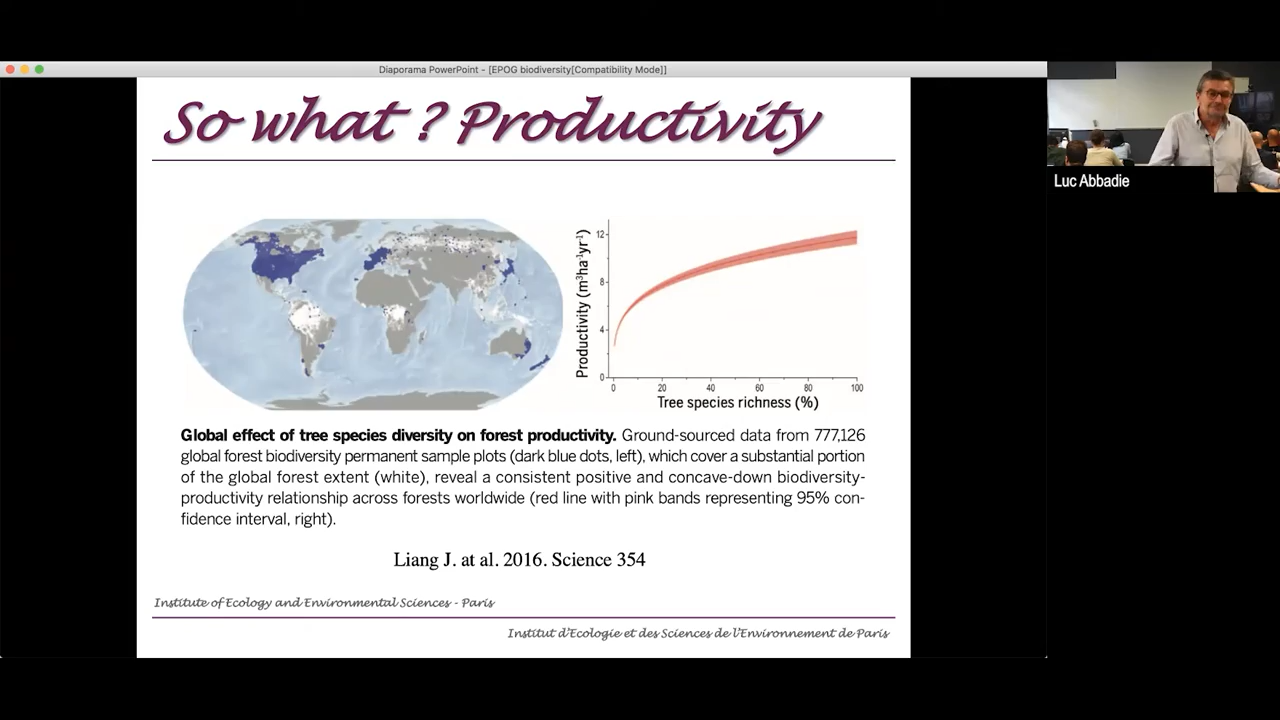 Diaporama PowerPoint - [EPOG biodiversity[Compatibility Mode]]
So what ? Productivity
Luc Abbadie
Productivity (m³ha⁻¹yr⁻¹)
12
8
4
0
0 20 40 60 80 100
Tree species richness (%)
Global effect of tree species diversity on forest productivity. Ground-sourced data from 777,126
global forest biodiversity permanent sample plots (dark blue dots, left), which cover a substantial portion
of the global forest extent (white), reveal a consistent positive and concave-down biodiversity-
productivity relationship across forests worldwide (red line with pink bands representing 95% con-
fidence interval, right).
Liang J. at al. 2016. Science 354
Institute of Ecology and Environmental Sciences - Paris
Institut d'Ecologie et des Sciences de l'Environnement de Paris